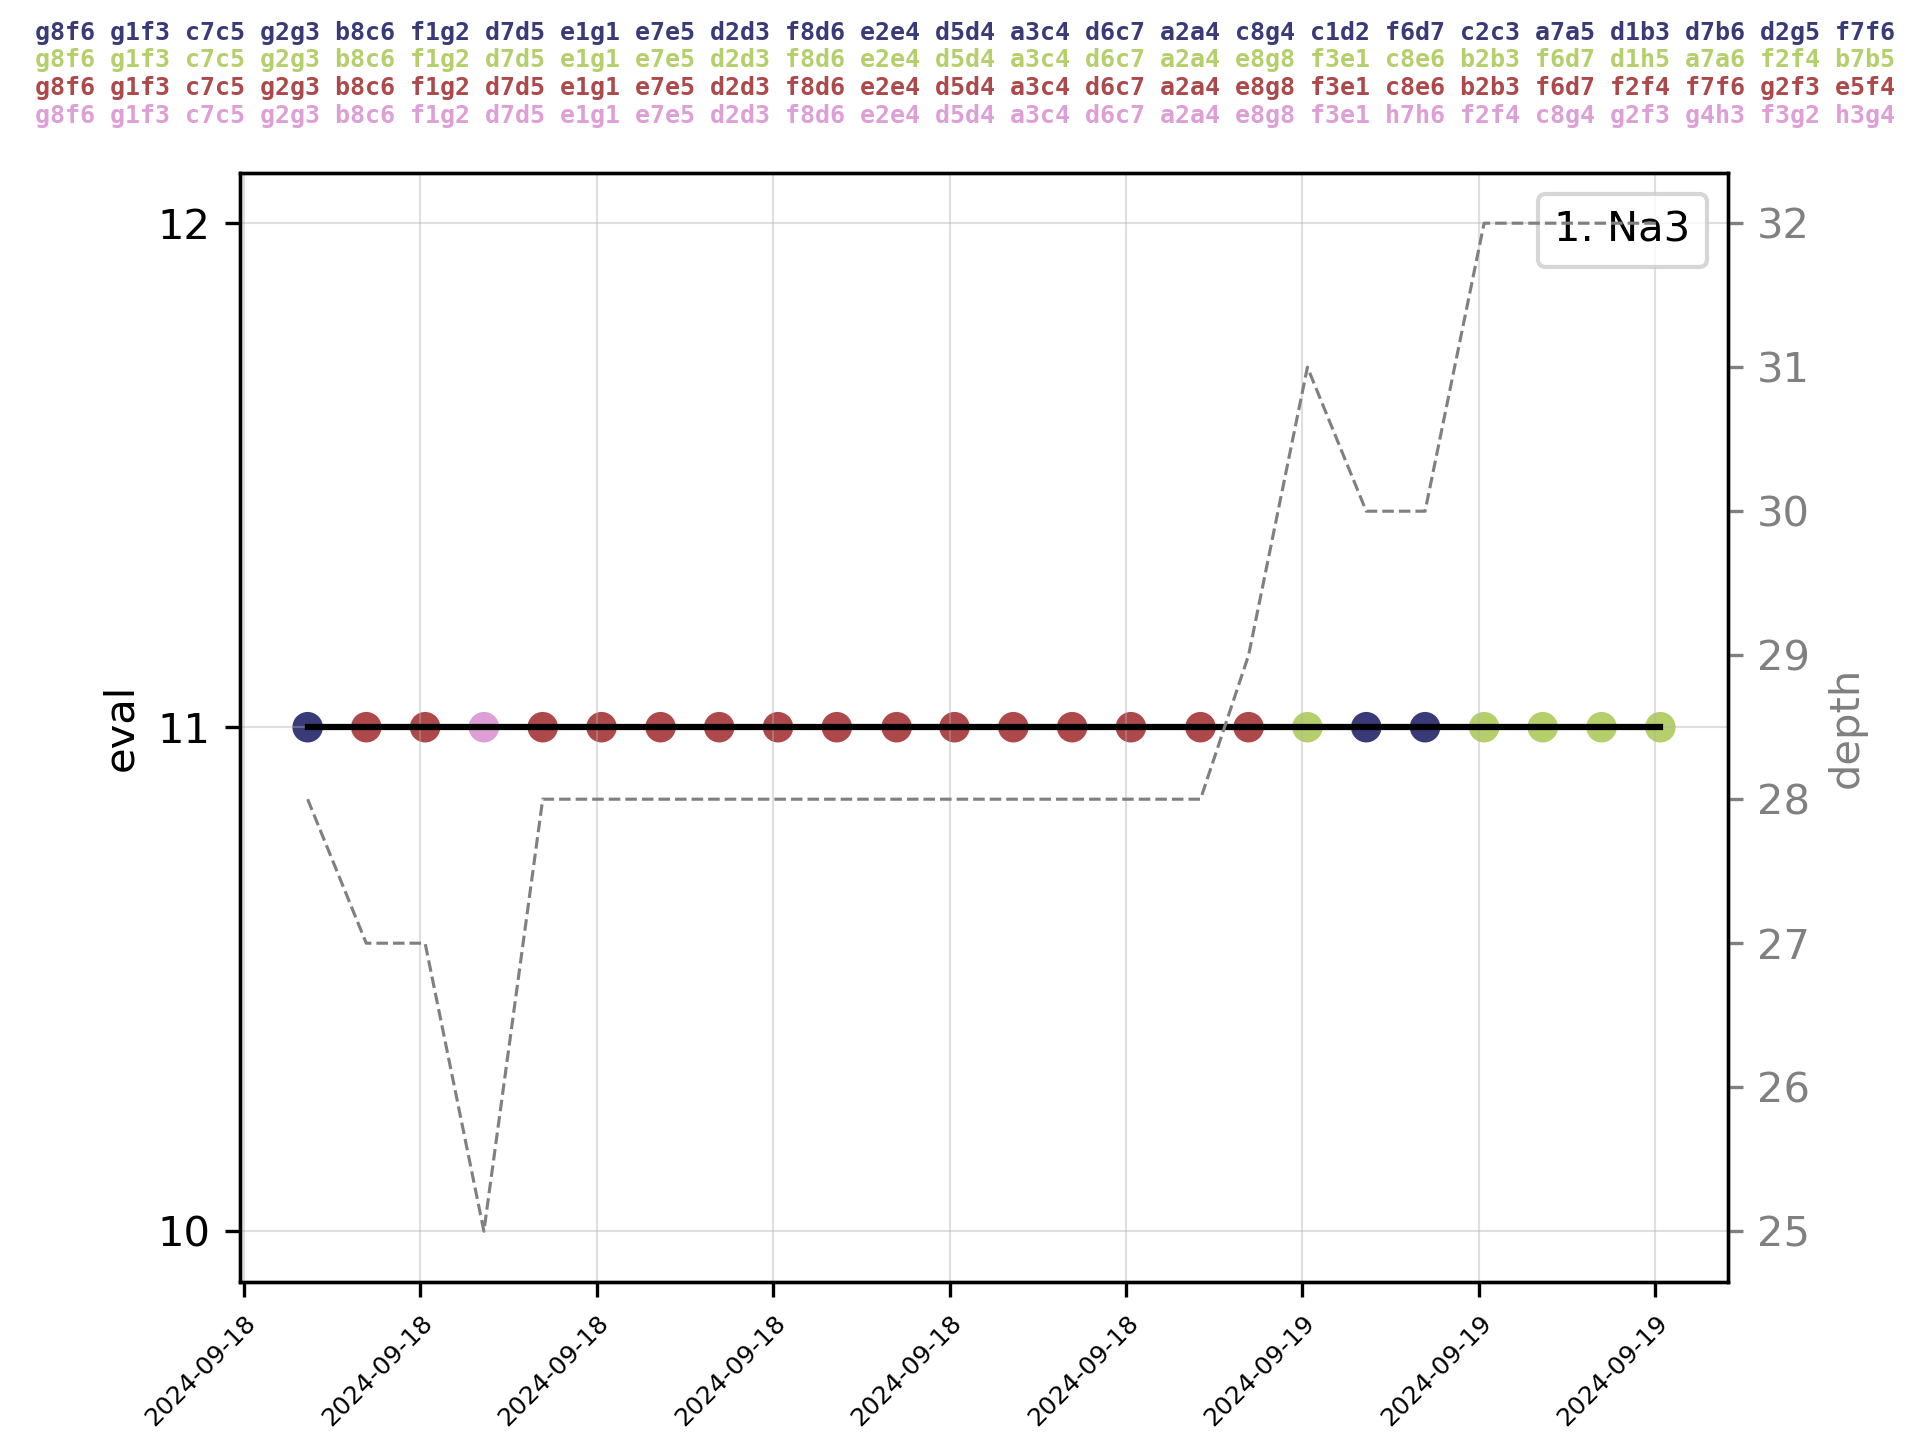 g8f6 g1f3 c7c5 g2g3 b8c6 f1g2 d7d5 e1g1 e7e5 d2d3 f8d6 e2e4 d5d4 a3c4 d6c7 a2a4 c8g4 c1d2 f6d7 c2c3 a7a5 d1b3 d7b6 d2g5 f7f6
g8f6 g1f3 c7c5 g2g3 b8c6 f1g2 d7d5 e1g1 e7e5 d2d3 f8d6 e2e4 d5d4 a3c4 d6c7 a2a4 e8g8 f3e1 c8e6 b2b3 f6d7 d1h5 a7a6 f2f4 b7b5
g8f6 g1f3 c7c5 g2g3 b8c6 f1g2 d7d5 e1g1 e7e5 d2d3 f8d6 e2e4 d5d4 a3c4 d6c7 a2a4 e8g8 f3e1 c8e6 b2b3 f6d7 f2f4 f7f6 g2f3 e5f4
g8f6 g1f3 c7c5 g2g3 b8c6 f1g2 d7d5 e1g1 e7e5 d2d3 f8d6 e2e4 d5d4 a3c4 d6c7 a2a4 e8g8 f3e1 h7h6 f2f4 c8g4 g2f3 g4h3 f3g2 h3g4
1. Na3
12
11
10
eval
32
31
30
29
28
27
26
25
depth
2024-09-18
2024-09-18
2024-09-18
2024-09-18
2024-09-18
2024-09-18
2024-09-19
2024-09-19
2024-09-19